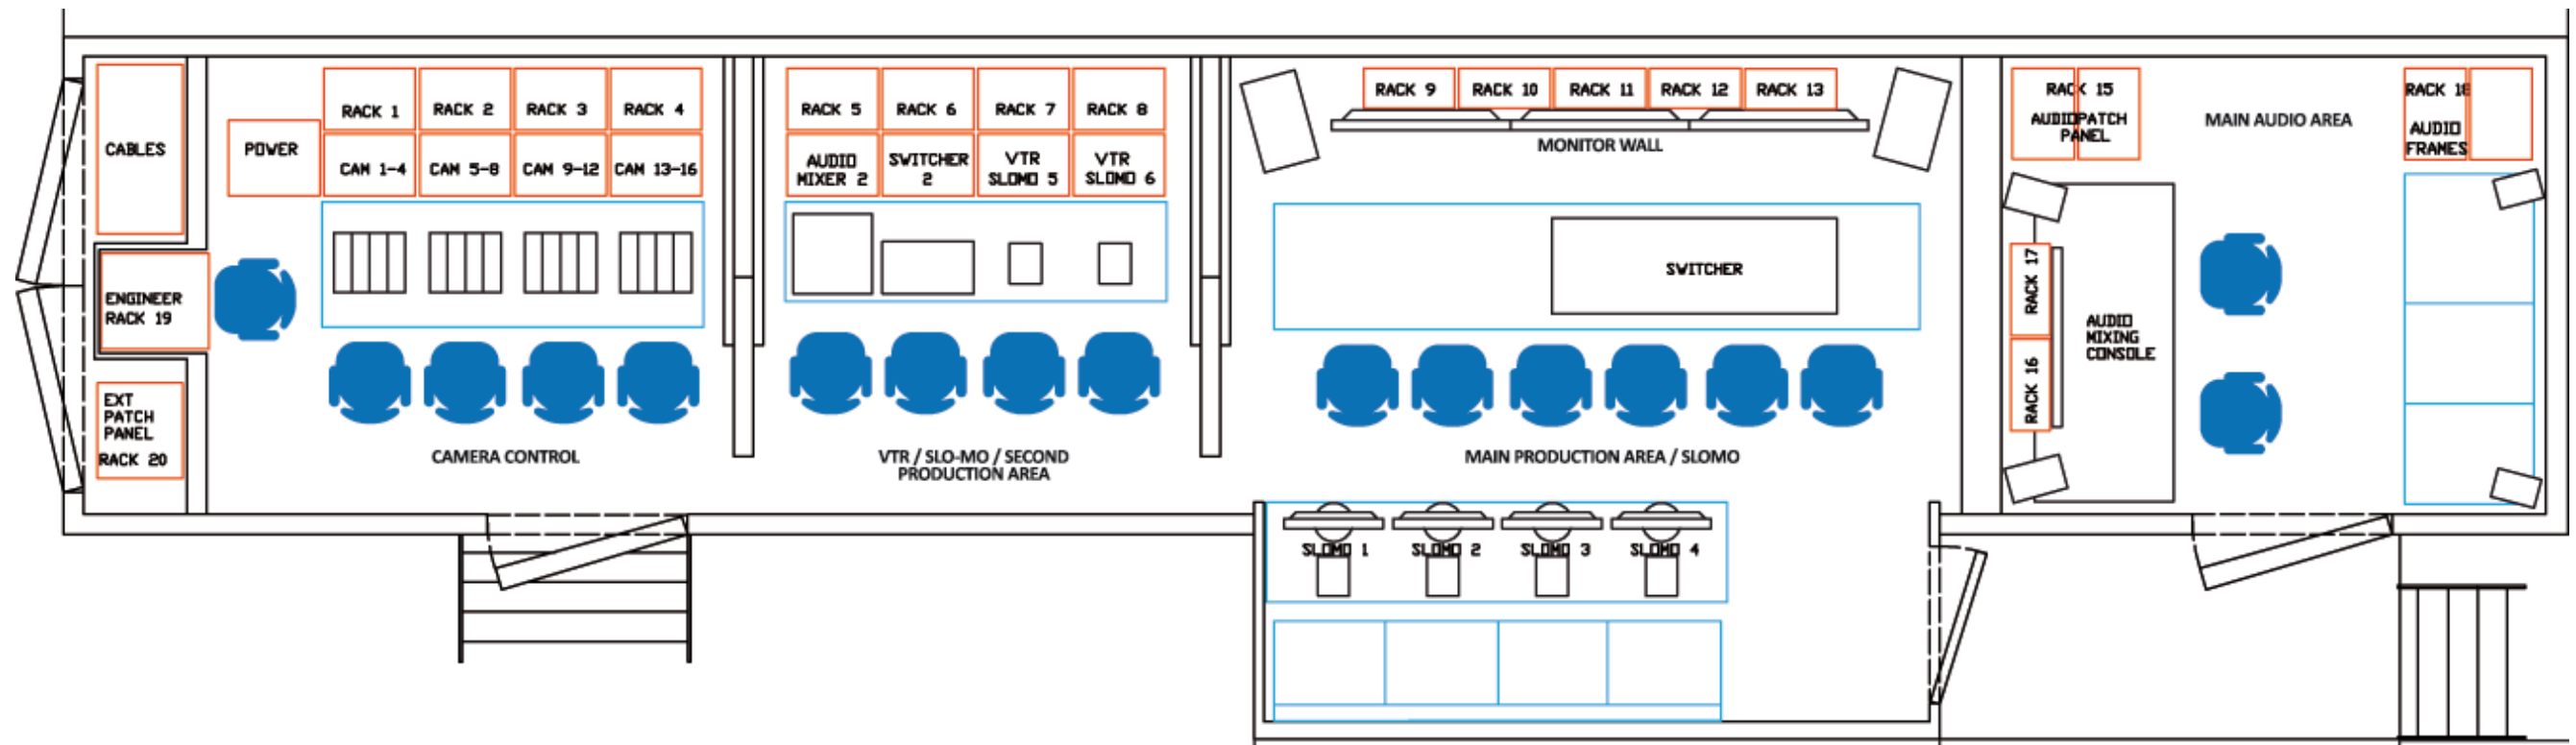 CABLES
ENGINEER
RACK 19
EXT
PATCH
PANEL
RACK 20
POWER
RACK 1
RACK 2
RACK 3
RACK 4
CAM 1-4
CAM 5-8
CAM 9-12
CAM 13-16
CAMERA CONTROL
RACK 5
RACK 6
RACK 7
RACK 8
AUDIO
MIXER 2
SWITCHER
2
VTR
SLOMO 5
VTR
SLOMO 6
VTR / SLO-MO / SECOND
PRODUCTION AREA
RACK 9
RACK 10
RACK 11
RACK 12
RACK 13
MONITOR WALL
SWITCHER
MAIN PRODUCTION AREA / SLOMO
SLOMO 1
SLOMO 2
SLOMO 3
SLOMO 4
RACK 15
AUDIOPATCH
PANEL
MAIN AUDIO AREA
RACK 18
AUDIO
FRAMES
RACK 17
RACK 16
AUDIO
MIXING
CONSOLE